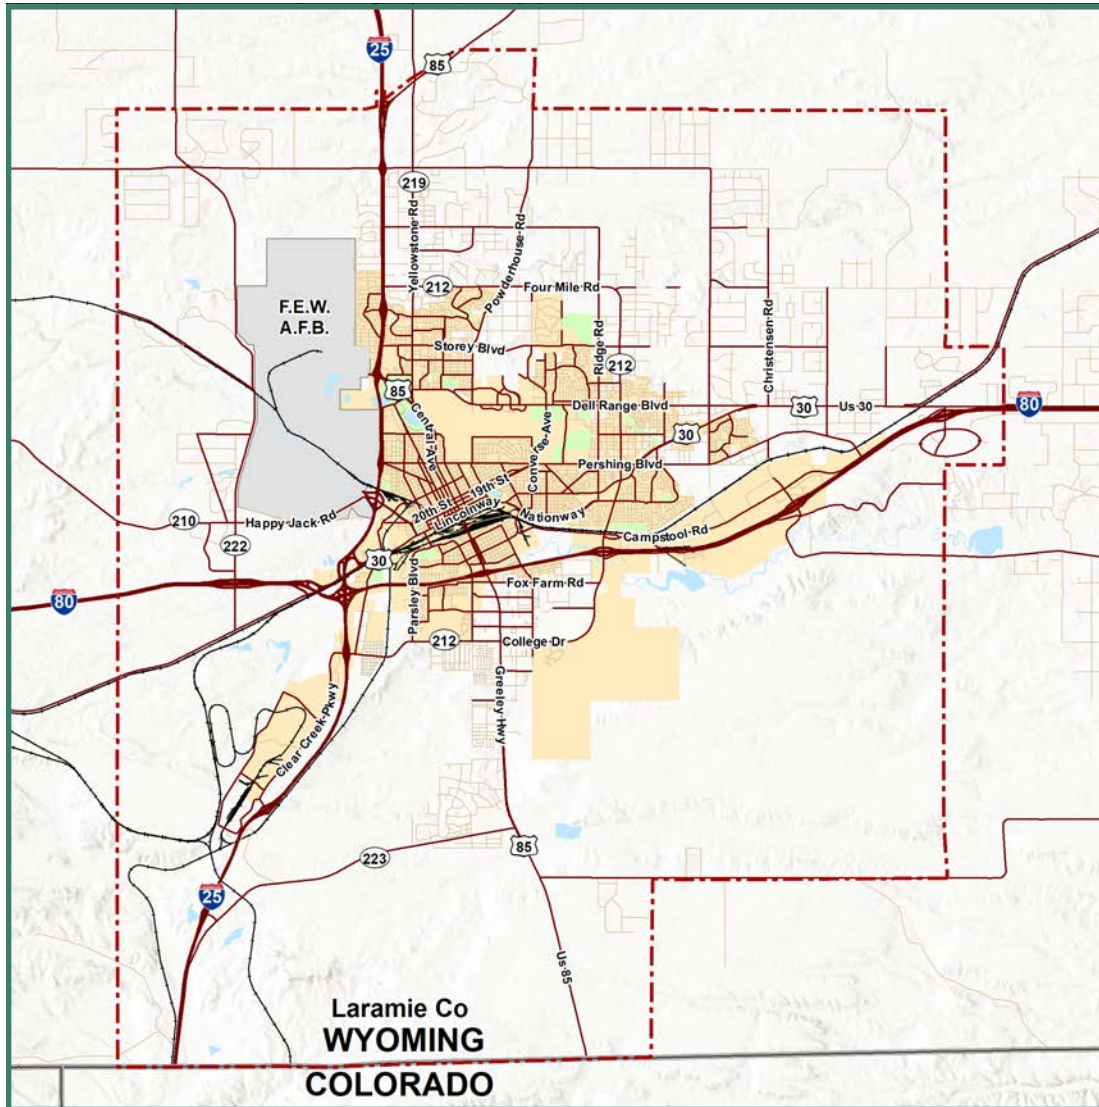 25
85
219
Yellowstone Rd
Powderhouse Rd
212
Four Mile Rd
F.E.W.
A.F.B.
Storey Blvd
Ridge Rd
212
Christensen Rd
85
Central Ave
Dell Range Blvd
30
Us 30
80
Converse Ave
30
Pershing Blvd
19th St
20th St
Lincolnway
Nationway
210
Happy Jack Rd
222
Campstool Rd
30
Parsley Blvd
Fox Farm Rd
80
212
College Dr
Greeley Hwy
Clear Creek Pkwy
223
85
25
Us 85
Laramie Co
WYOMING
COLORADO